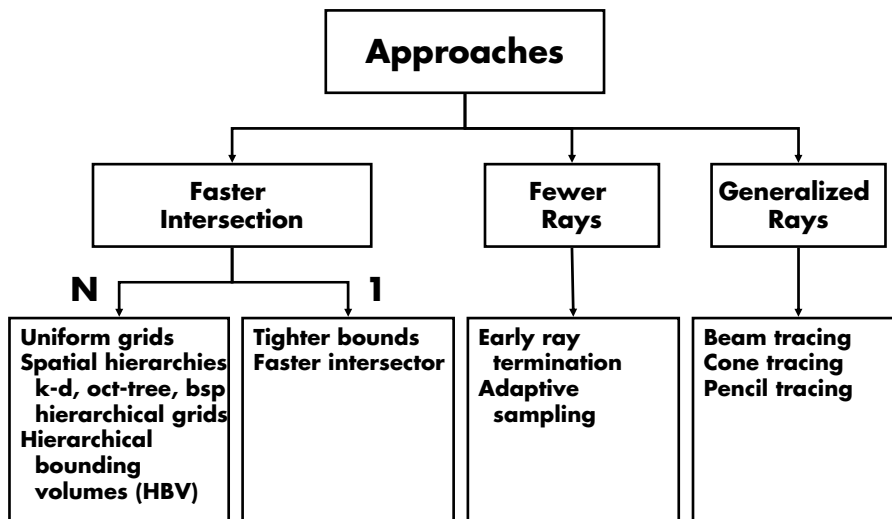 Approaches
Faster
Intersection
Fewer
Rays
Generalized
Rays
N
1
Uniform grids
Spatial hierarchies
k-d, oct-tree, bsp
hierarchical grids
Hierarchical
bounding
volumes (HBV)
Tighter bounds
Faster intersector
Early ray
termination
Adaptive
sampling
Beam tracing
Cone tracing
Pencil tracing